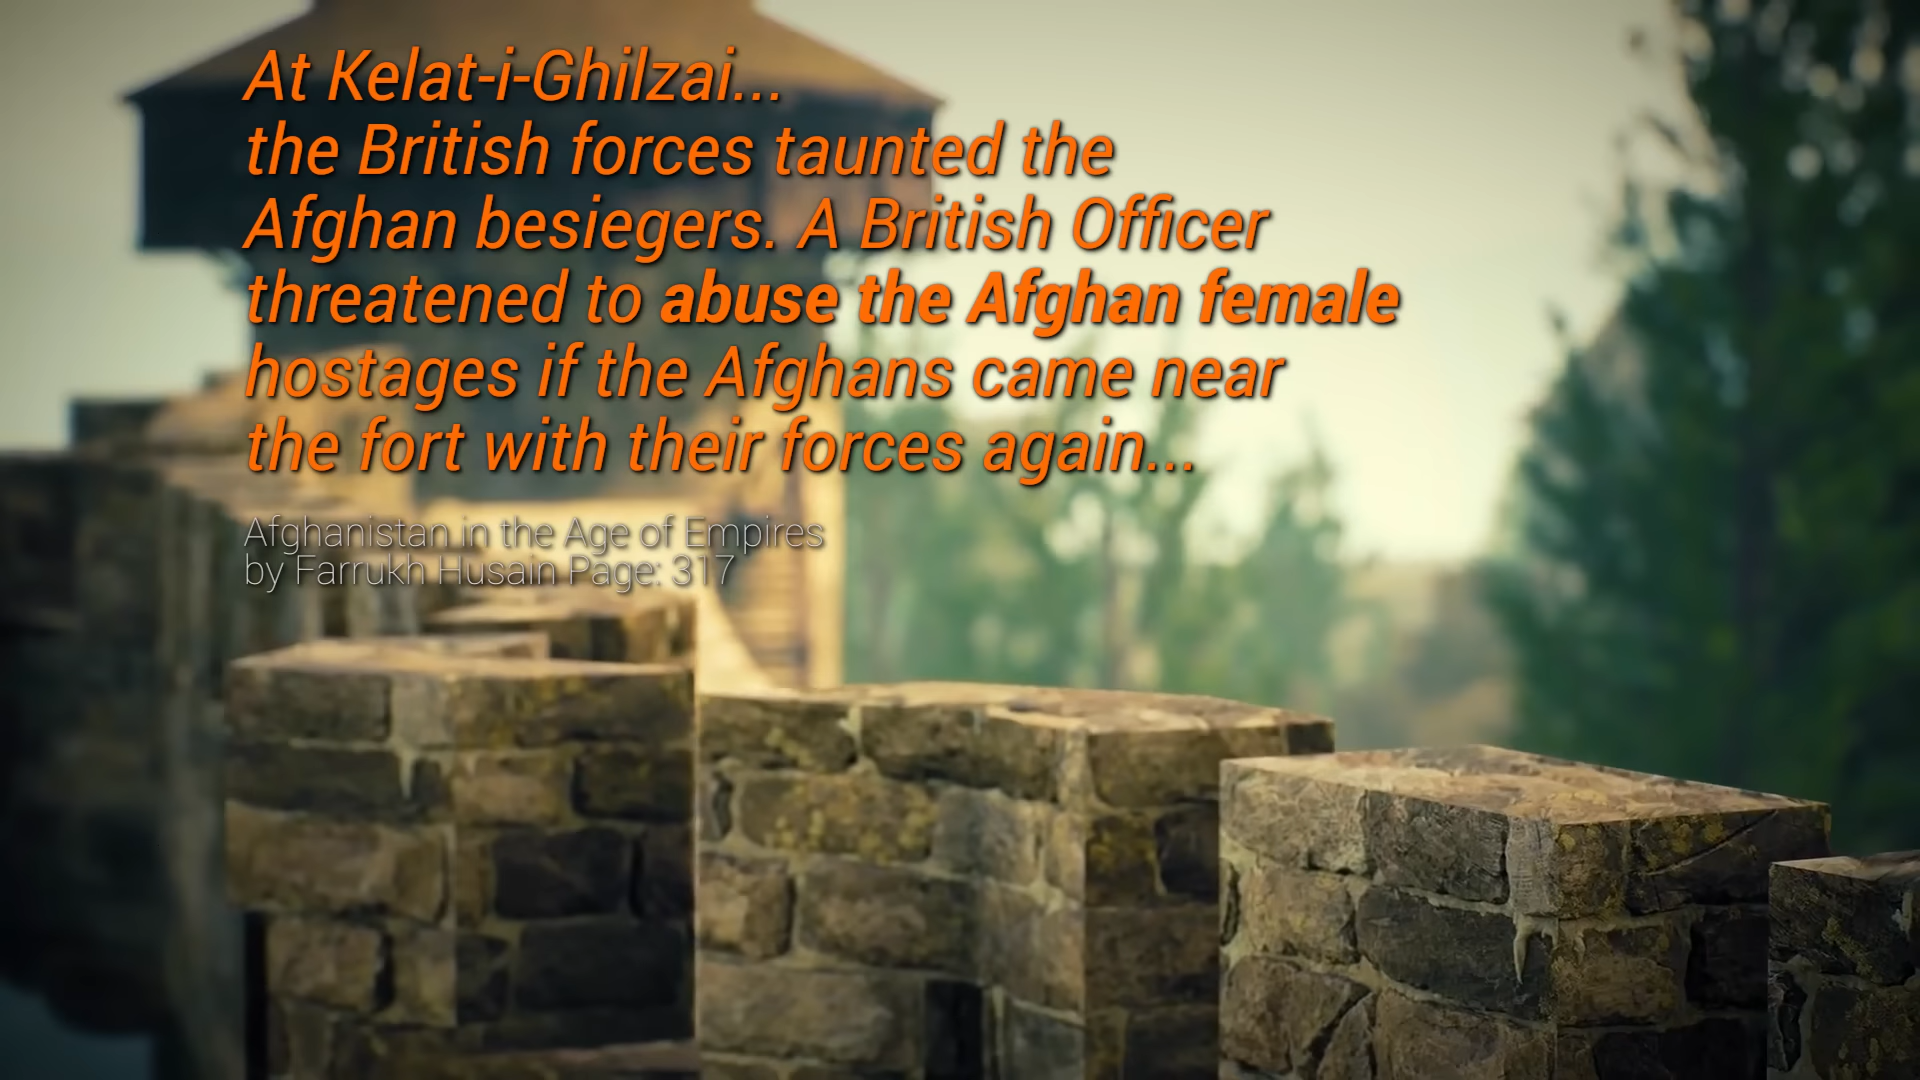 At Kelat-i-Ghilzai...
the British forces taunted the
Afghan besiegers. A British Officer
threatened to abuse the Afghan female
hostages if the Afghans came near
the fort with their forces again...
Afghanistan in the Age of Empires
by Farrukh Husain Page: 317